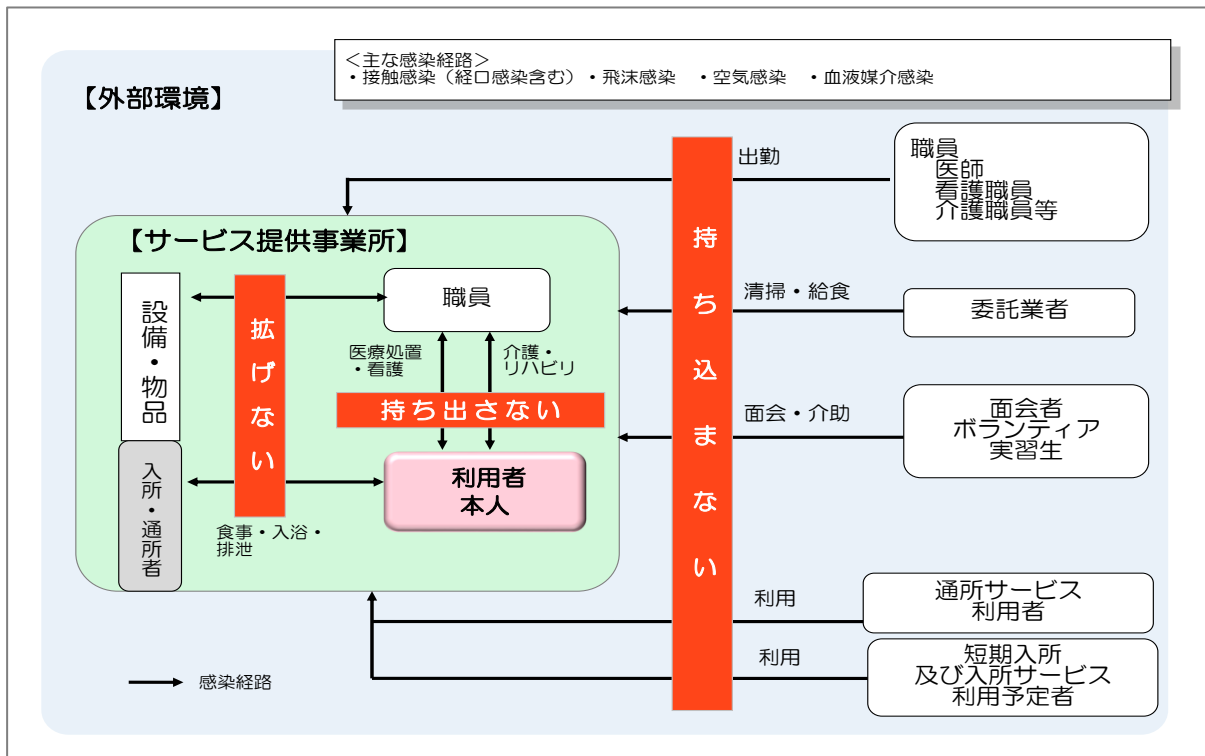 ＜主な感染経路＞
・接触感染（経口感染含む）・飛沫感染　・空気感染　・血液媒介感染
【外部環境】
出勤
職員
医師
看護職員
介護職員等
【サービス提供事業所】
持ち込まない
設備・物品
拡げない
職員
清掃・給食
委託業者
医療処置
・看護
介護・
リハビリ
持ち出さない
面会・介助
面会者
ボランティア
実習生
入所・通所者
利用者
本人
食事・入浴・
排泄
利用
通所サービス
利用者
利用
短期入所
及び入所サービス
利用予定者
感染経路